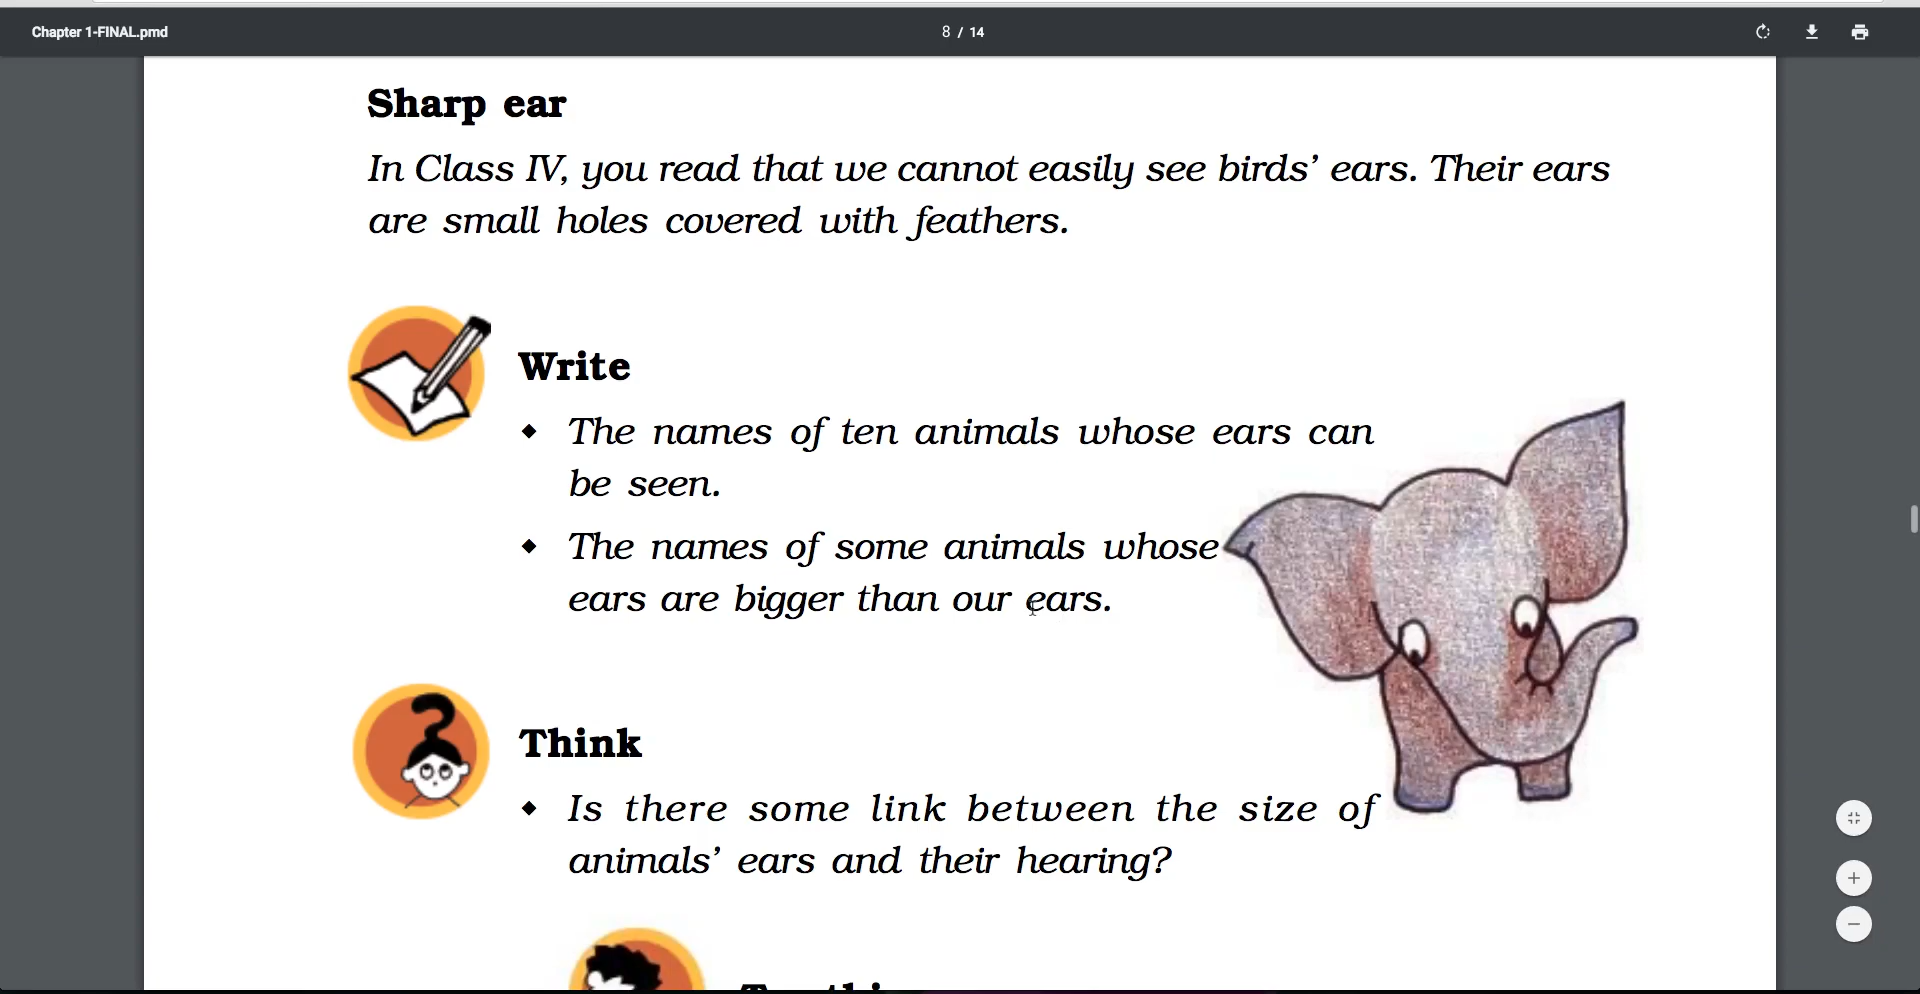 Chapter 1-FINAL.pmd
8 / 14
Sharp ear
In Class IV, you read that we cannot easily see birds’ ears. Their ears
are small holes covered with feathers.
Write
◆ The names of ten animals whose ears can
be seen.
◆ The names of some animals whose
ears are bigger than our ears.
Think
◆ Is there some link between the size of
animals’ ears and their hearing?